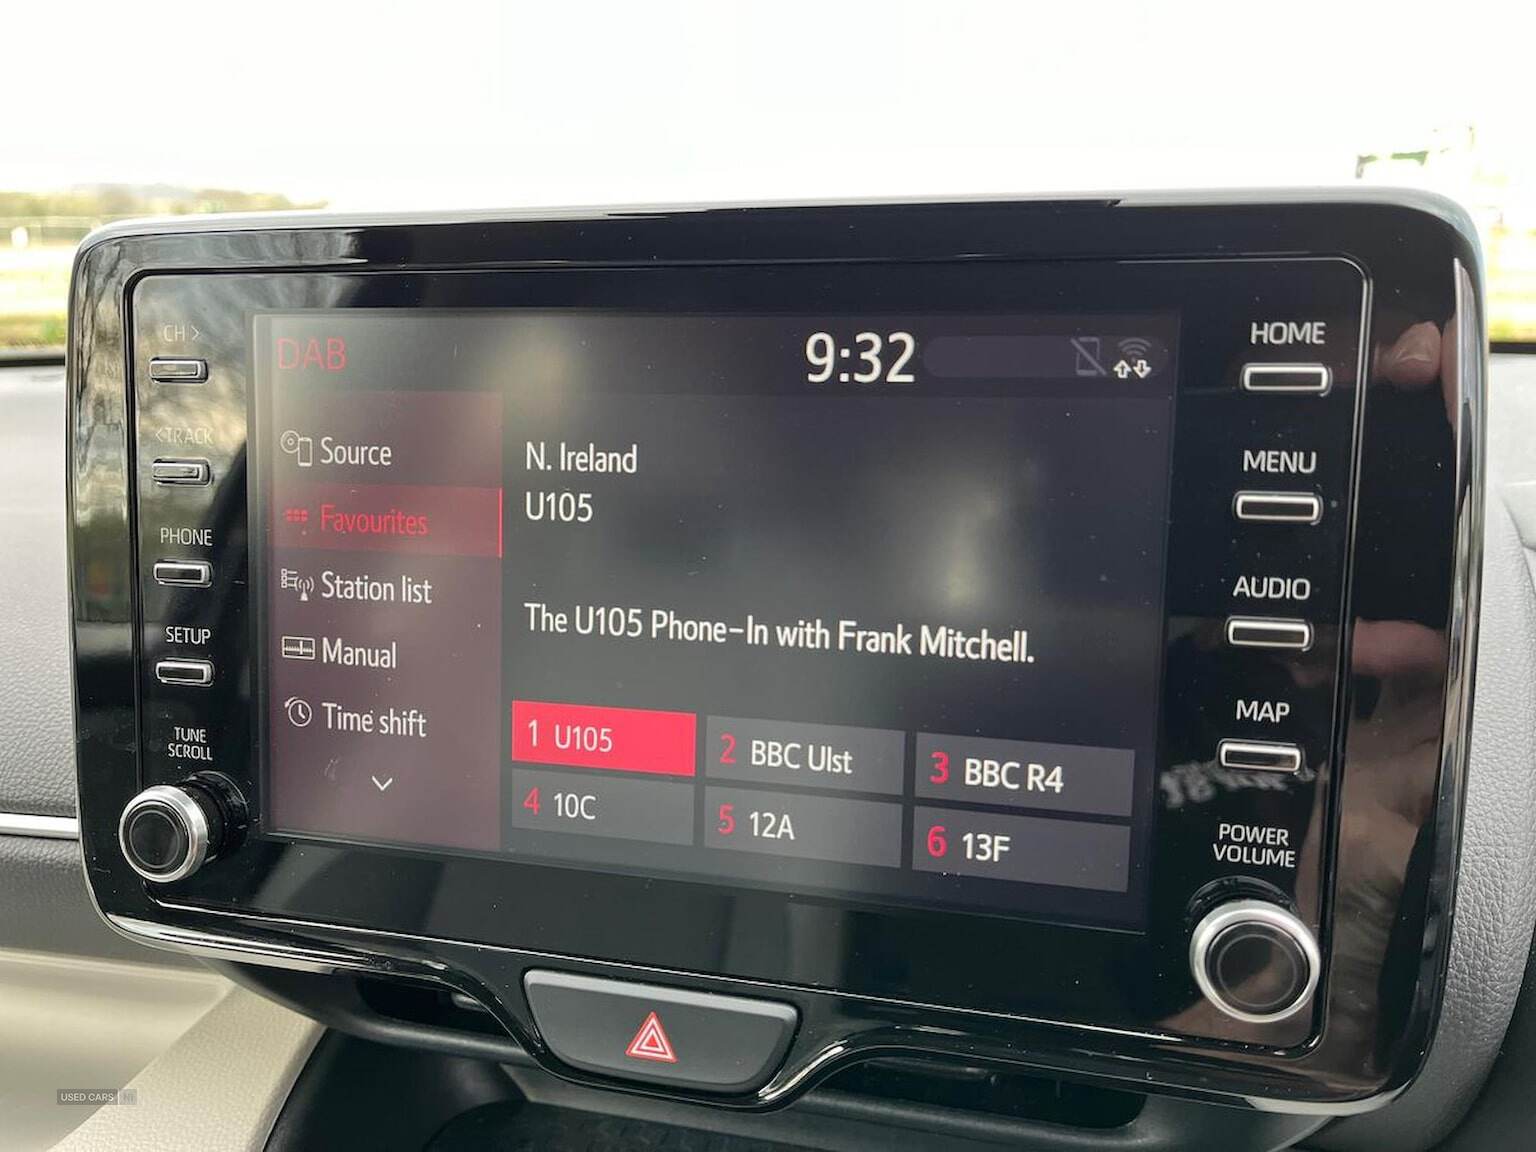 CH >
<TRACK
PHONE
SETUP
TUNE
SCROLL
DAB
9:32
Source
Favourites
Station list
Manual
Time shift
N. Ireland
U105
The U105 Phone-In with Frank Mitchell.
1 U105
2 BBC Ulst
3 BBC R4
4 10C
5 12A
6 13F
HOME
MENU
AUDIO
MAP
POWER
VOLUME
USED CARS NI